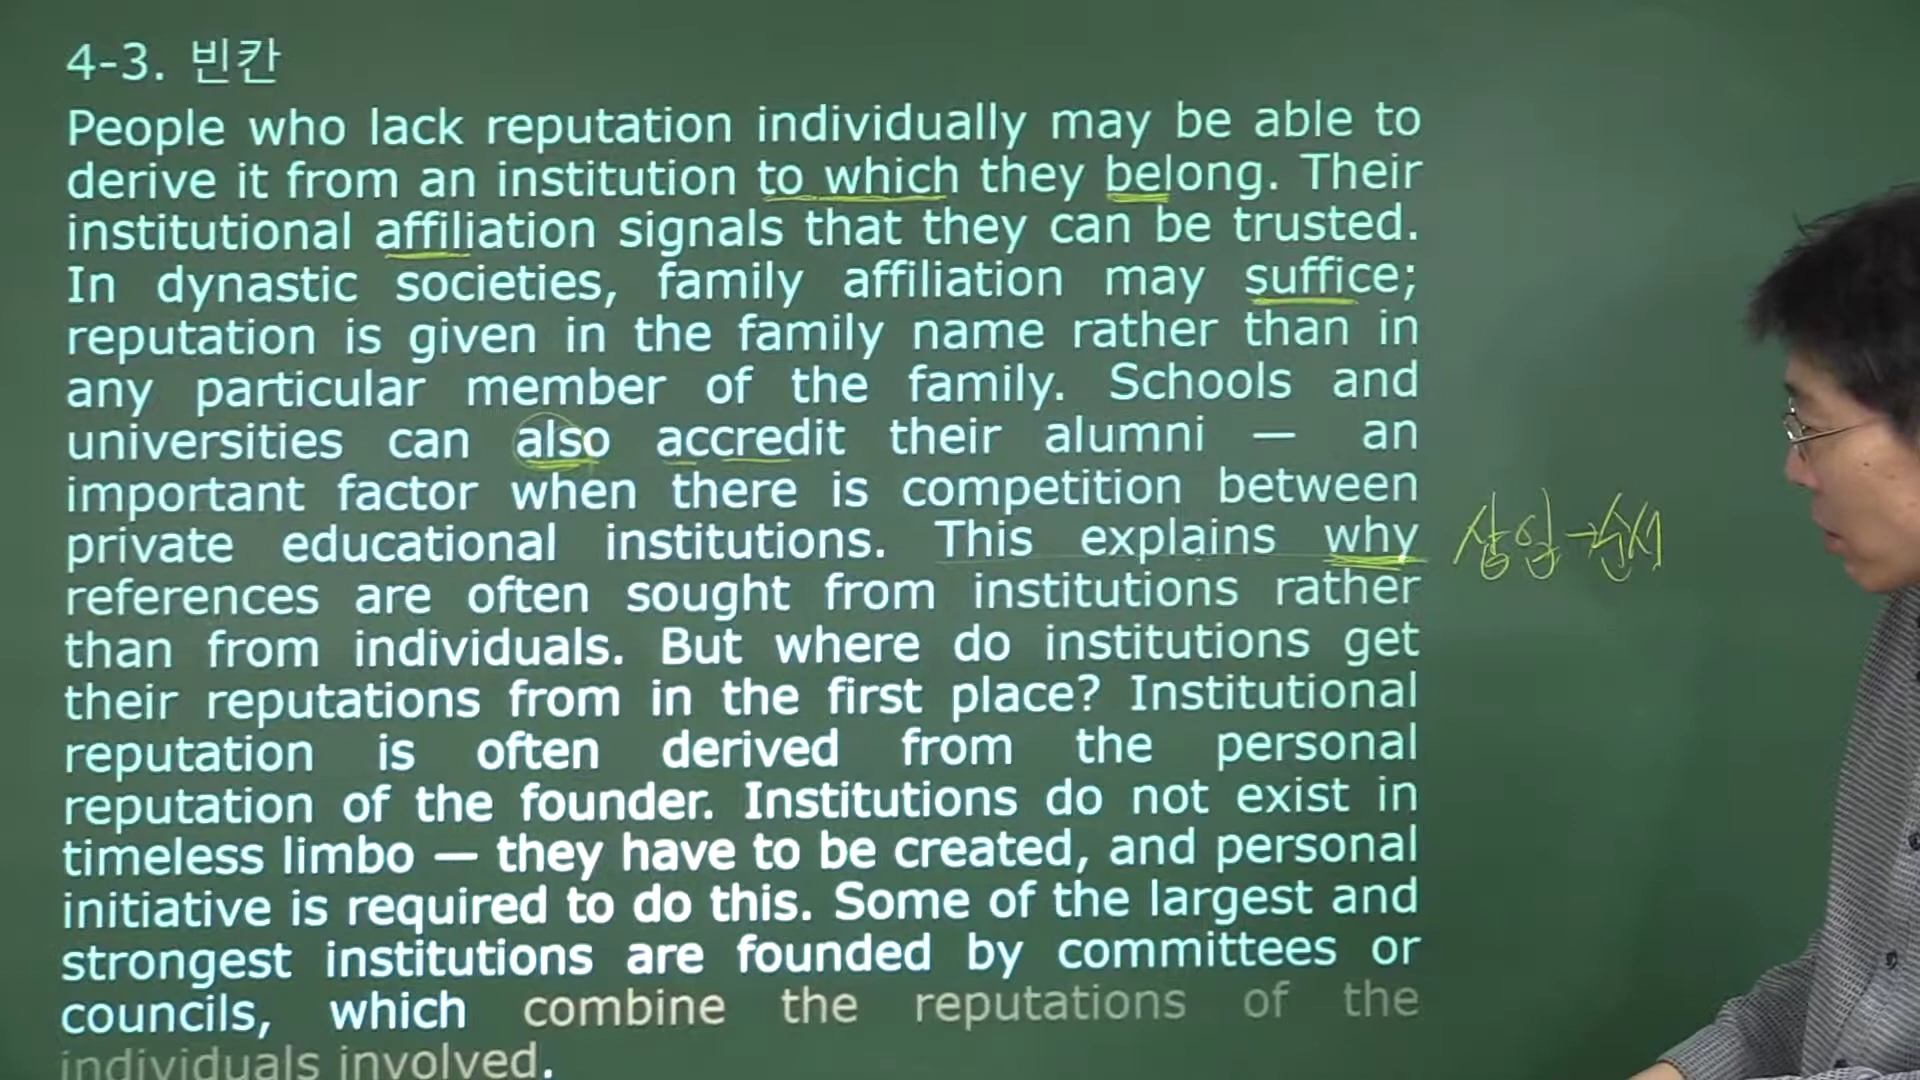 4-3. 빈칸
People who lack reputation individually may be able to
derive it from an institution to which they belong. Their
institutional affiliation signals that they can be trusted.
In dynastic societies, family affiliation may suffice;
reputation is given in the family name rather than in
any particular member of the family. Schools and
universities can also accredit their alumni — an
important factor when there is competition between
private educational institutions. This explains why
references are often sought from institutions rather
than from individuals. But where do institutions get
their reputations from in the first place? Institutional
reputation is often derived from the personal
reputation of the founder. Institutions do not exist in
timeless limbo — they have to be created, and personal
initiative is required to do this. Some of the largest and
strongest institutions are founded by committees or
councils, which combine the reputations of the
individuals involved.